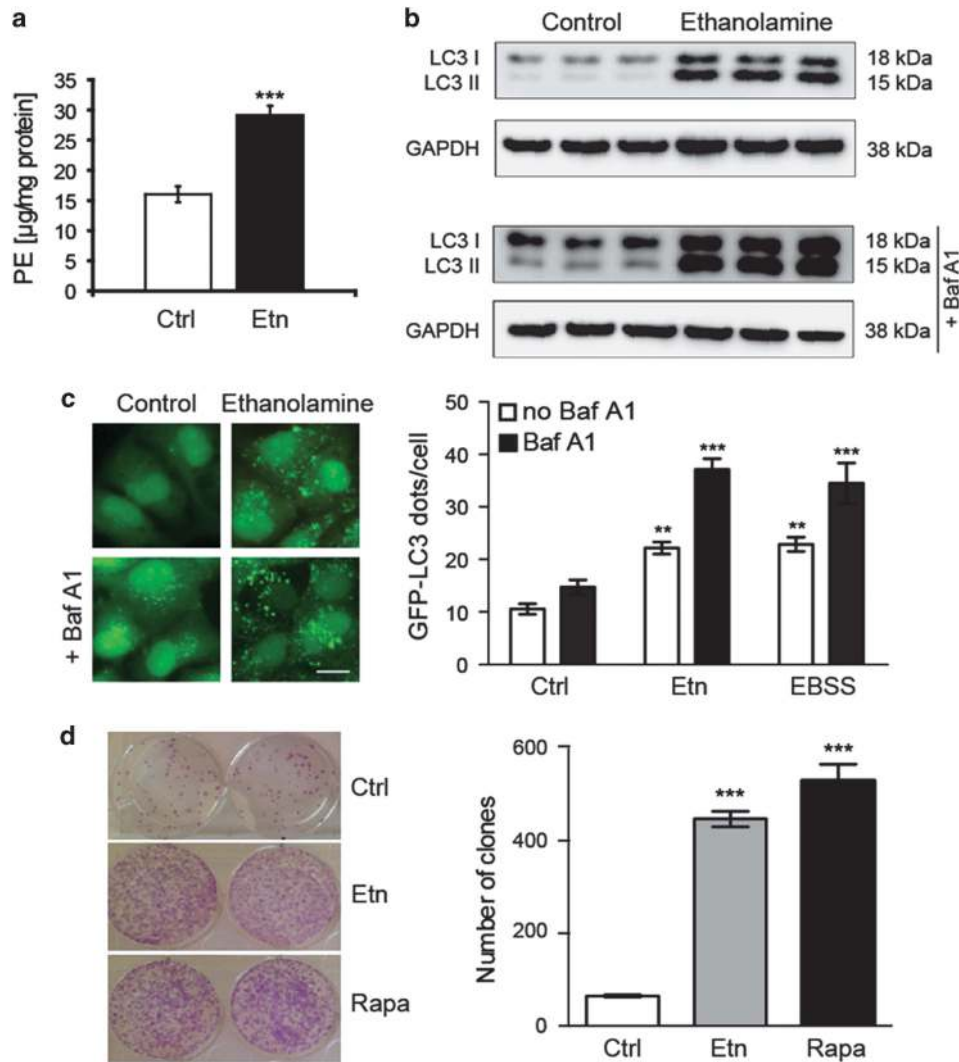 a
PE [µg/mg protein]
35
30
25
20
15
10
5
0
***
Ctrl
Etn
b
Control
Ethanolamine
LC3 I
18 kDa
LC3 II
15 kDa
GAPDH
38 kDa
LC3 I
18 kDa
LC3 II
15 kDa
GAPDH
38 kDa
+ Baf A1
c
Control
Ethanolamine
+ Baf A1
GFP-LC3 dots/cell
50
40
30
20
10
0
no Baf A1
Baf A1
**
***
**
***
Ctrl
Etn
EBSS
d
Ctrl
Etn
Rapa
Number of clones
600
400
200
0
***
***
Ctrl
Etn
Rapa